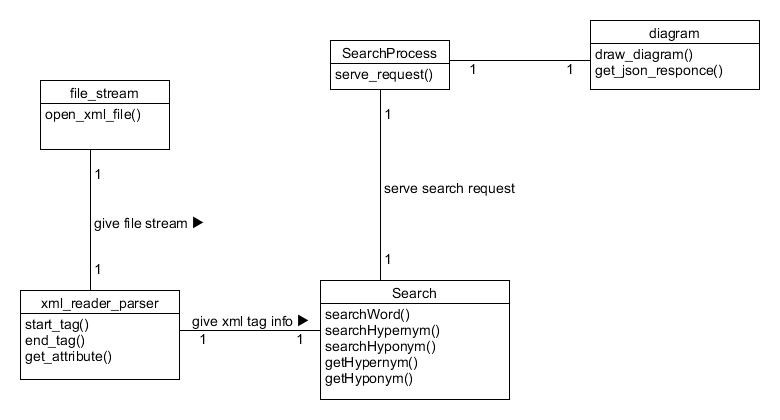 diagram
draw_diagram()
get_json_responce()
SearchProcess
serve_request()
1
1
file_stream
open_xml_file()
1
1
give file stream ▶
1
serve search request
1
xml_reader_parser
start_tag()
end_tag()
get_attribute()
give xml tag info ▶
1
1
Search
searchWord()
searchHypernym()
searchHyponym()
getHypernym()
getHyponym()